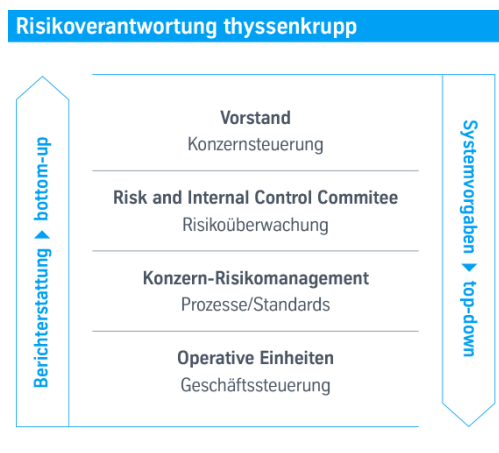 Risikoverantwortung thyssenkrupp
Berichterstattung ▶ bottom-up
Vorstand
Konzernsteuerung
Risk and Internal Control Commitee
Risikoüberwachung
Konzern-Risikomanagement
Prozesse/Standards
Operative Einheiten
Geschäftssteuerung
Systemvorgaben ▶ top-down